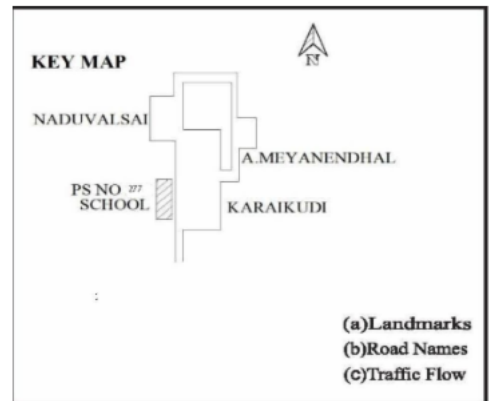 KEY MAP
N
NADUVALSAI
A.MEYANENDHAL
PS NO 277
SCHOOL
KARAIKUDI
:
(a)Landmarks
(b)Road Names
(c)Traffic Flow